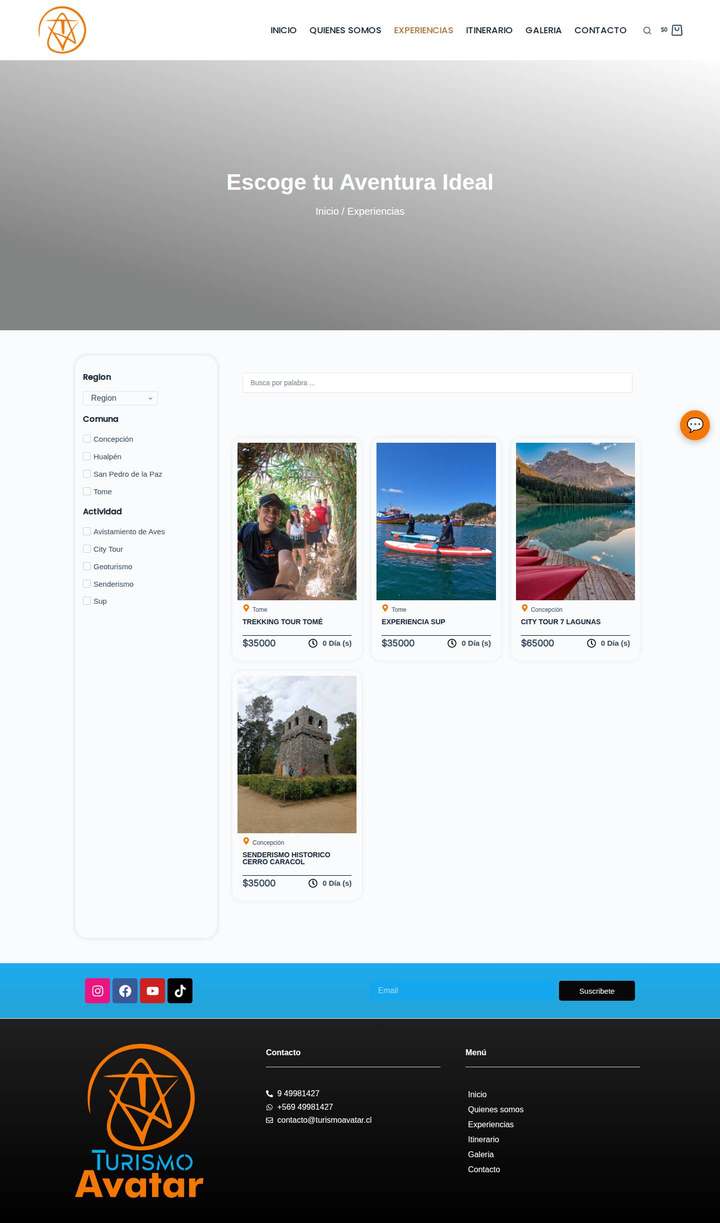 INICIO QUIENES SOMOS EXPERIENCIAS ITINERARIO GALERIA CONTACTO $0
Escoge tu Aventura Ideal
Inicio / Experiencias
Region
Region
Comuna
Concepción
Hualpén
San Pedro de la Paz
Tome
Actividad
Avistamiento de Aves
City Tour
Geoturismo
Senderismo
Sup
Busca por palabra ...
Tome
TREKKING TOUR TOMÉ
$35000 0 Día (s)
Tome
EXPERIENCIA SUP
$35000 0 Día (s)
Concepción
CITY TOUR 7 LAGUNAS
$65000 0 Día (s)
Concepción
SENDERISMO HISTORICO
CERRO CARACOL
$35000 0 Día (s)
Email
Suscribete
TURISMO
Avatar
Contacto
9 49981427
+569 49981427
contacto@turismoavatar.cl
Menú
Inicio
Quienes somos
Experiencias
Itinerario
Galeria
Contacto